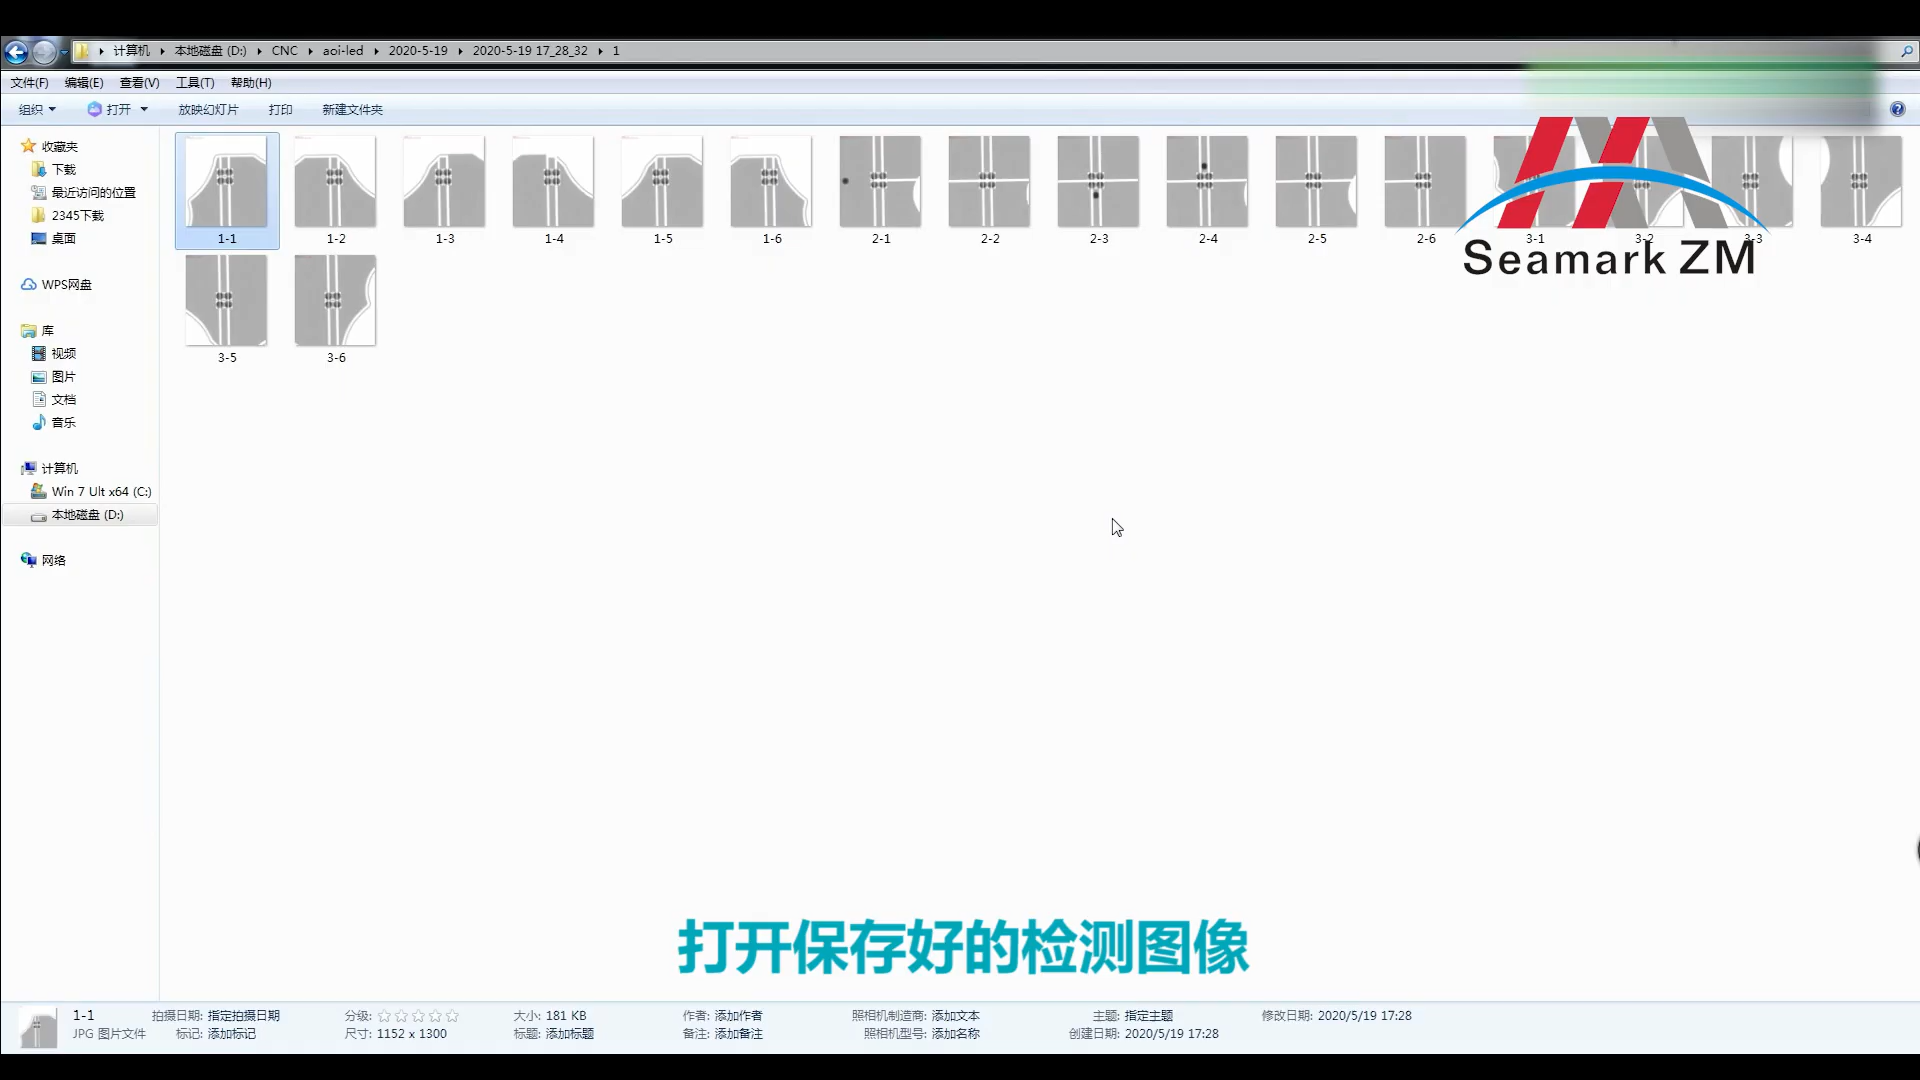 计算机 本地磁盘 (D:) CNC aoi-led 2020-5-19 2020-5-19 17_28_32 1
文件(F) 编辑(E) 查看(V) 工具(T) 帮助(H)
组织 打开 放映幻灯片 打印 新建文件夹
收藏夹
下载
最近访问的位置
2345下载
桌面
WPS网盘
库
视频
图片
文档
音乐
计算机
Win 7 Ult x64 (C:)
本地磁盘 (D:)
网络
1-1 1-2 1-3 1-4 1-5 1-6 2-1 2-2 2-3 2-4 2-5 2-6 3-1 3-2 3-3 3-4
3-5 3-6
Seamark ZM
打开保存好的检测图像
1-1 拍摄日期: 指定拍摄日期 分级: 大小: 181 KB 作者: 添加作者 照相机制造商: 添加文本 主题: 指定主题 修改日期: 2020/5/19 17:28
JPG 图片文件 标记: 添加标记 尺寸: 1152 x 1300 标题: 添加标题 备注: 添加备注 照相机型号: 添加名称 创建日期: 2020/5/19 17:28